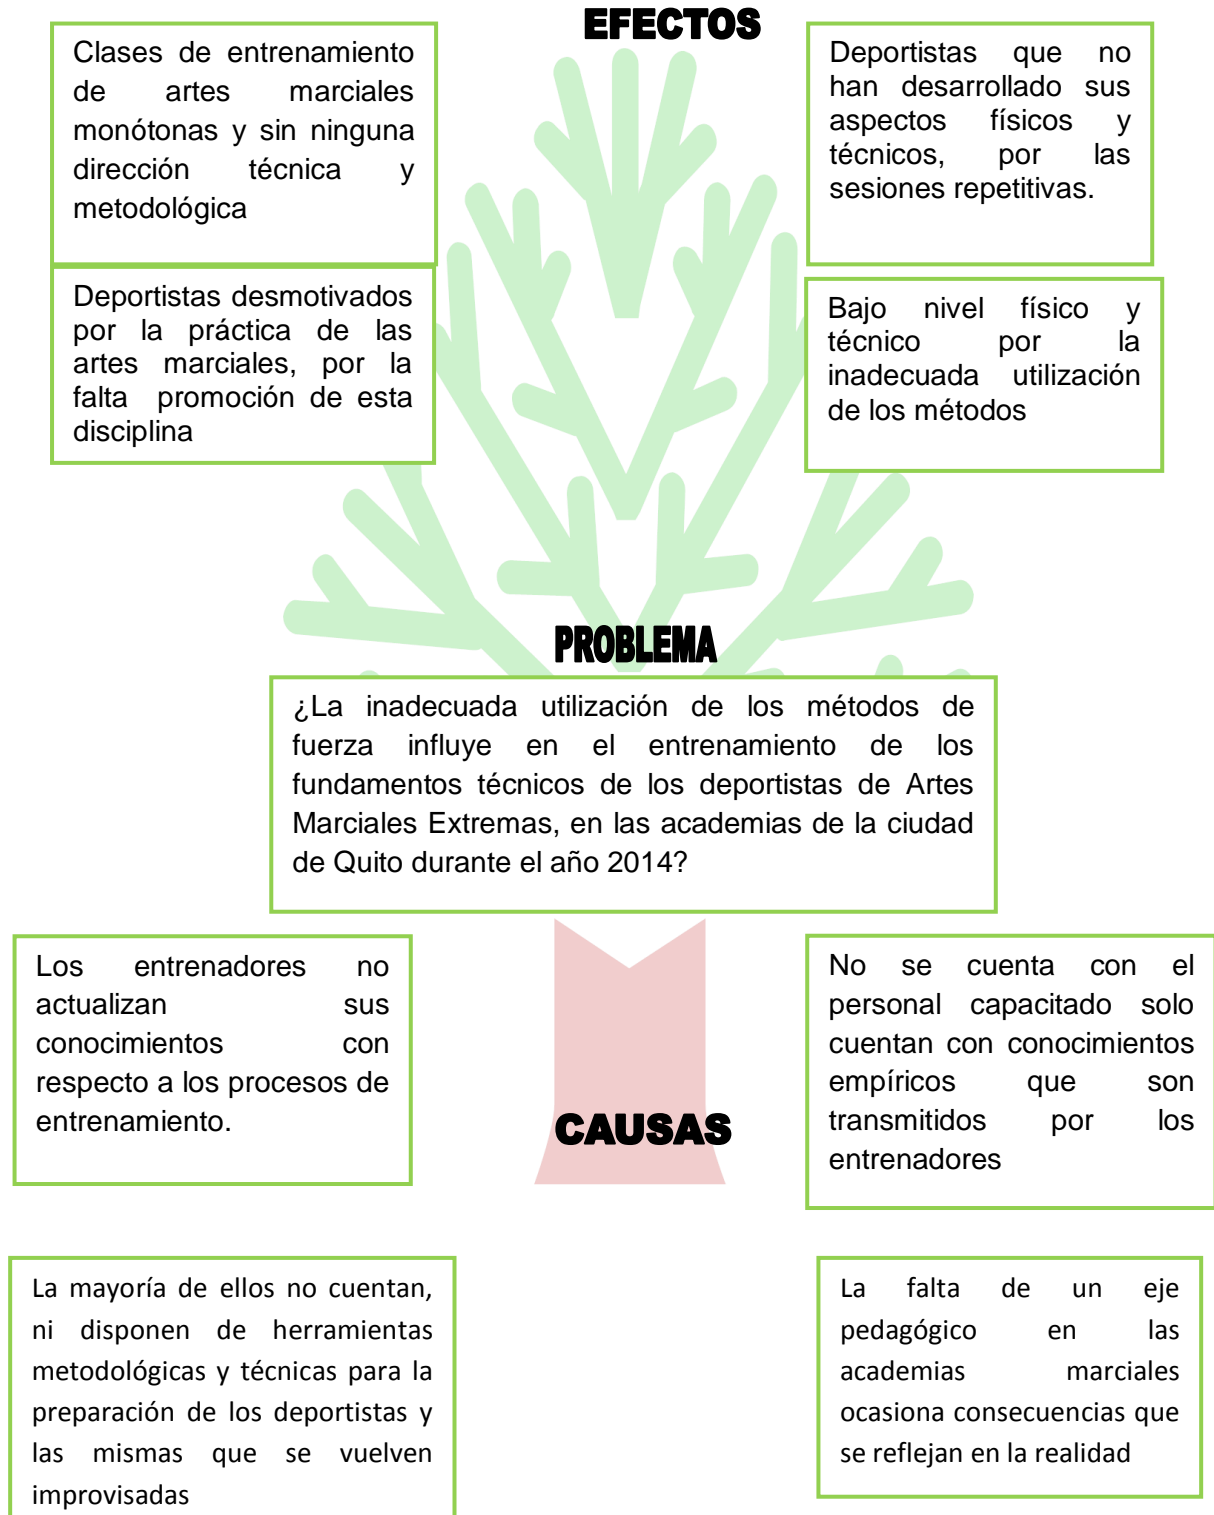 EFECTOS
Clases de entrenamiento
de artes marciales
monótonas y sin ninguna
dirección técnica y
metodológica
Deportistas que no
han desarrollado sus
aspectos físicos y
técnicos, por las
sesiones repetitivas.
Deportistas desmotivados
por la práctica de las
artes marciales, por la
falta promoción de esta
disciplina
Bajo nivel físico y
técnico por la
inadecuada utilización
de los métodos
PROBLEMA
¿La inadecuada utilización de los métodos de
fuerza influye en el entrenamiento de los
fundamentos técnicos de los deportistas de Artes
Marciales Extremas, en las academias de la ciudad
de Quito durante el año 2014?
Los entrenadores no
actualizan sus
conocimientos con
respecto a los procesos de
entrenamiento.
No se cuenta con el
personal capacitado solo
cuentan con conocimientos
empíricos que son
transmitidos por los
entrenadores
CAUSAS
La mayoría de ellos no cuentan,
ni disponen de herramientas
metodológicas y técnicas para la
preparación de los deportistas y
las mismas que se vuelven
improvisadas
La falta de un eje
pedagógico en las
academias marciales
ocasiona consecuencias que
se reflejan en la realidad